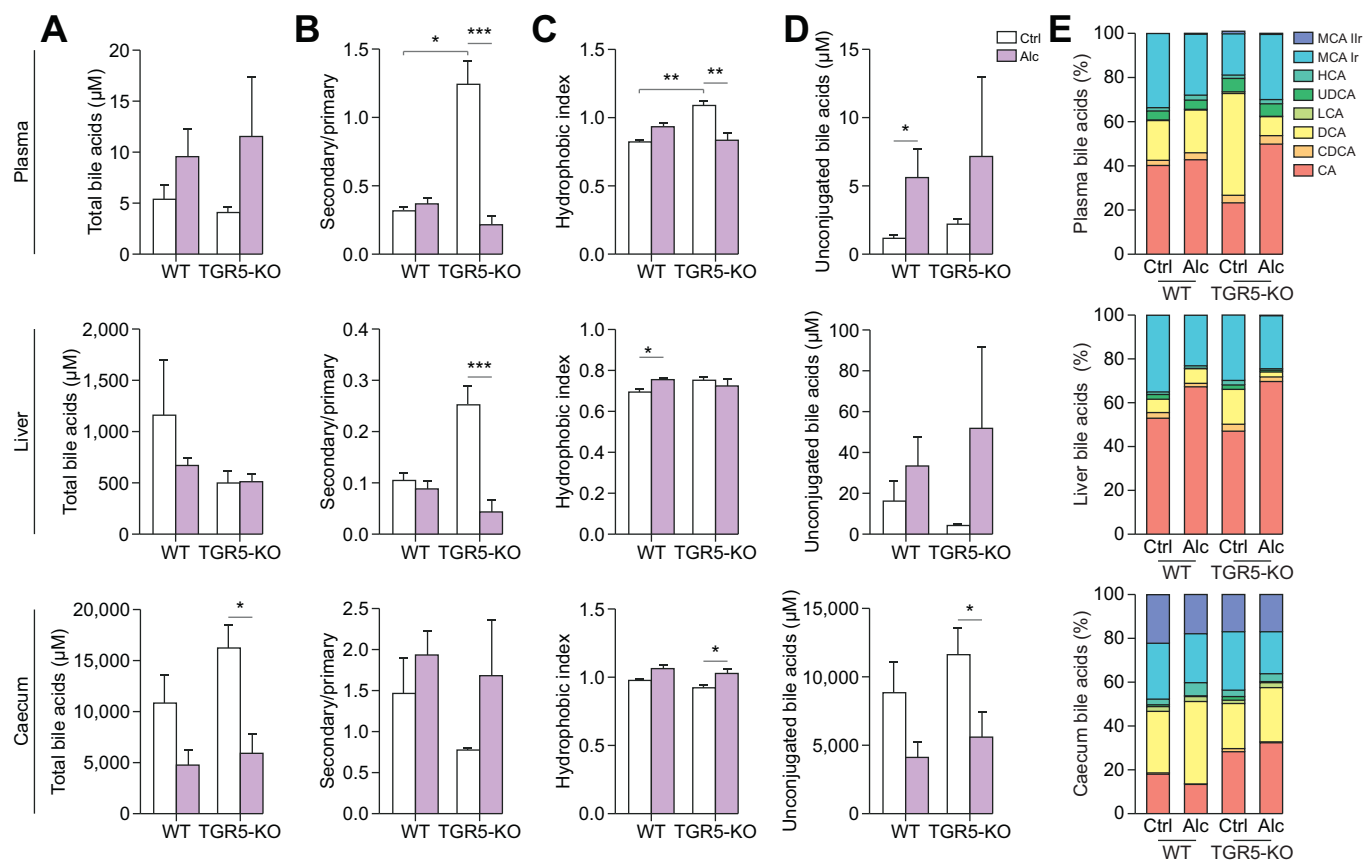 A
B
C
D
E
Plasma
Total bile acids (µM)
20
15
10
5
0
WT TGR5-KO
Secondary/primary
1.5
1.0
0.5
0.0
* ***
WT TGR5-KO
Hydrophobic index
1.5
1.0
0.5
0.0
** **
WT TGR5-KO
Unconjugated bile acids (µM)
15
10
5
0
*
WT TGR5-KO
Ctrl
Alc
Plasma bile acids (%)
100
80
60
40
20
0
Ctrl Alc Ctrl Alc
WT TGR5-KO
MCA IIr
MCA Ir
HCA
UDCA
LCA
DCA
CDCA
CA
Liver
Total bile acids (µM)
2,000
1,500
1,000
500
0
WT TGR5-KO
Secondary/primary
0.4
0.3
0.2
0.1
0.0
***
WT TGR5-KO
Hydrophobic index
1.0
0.8
0.6
0.4
0.2
0.0
*
WT TGR5-KO
Unconjugated bile acids (µM)
100
80
60
40
20
0
WT TGR5-KO
Liver bile acids (%)
100
80
60
40
20
0
Ctrl Alc Ctrl Alc
WT TGR5-KO
Caecum
Total bile acids (µM)
20,000
15,000
10,000
5,000
0
*
WT TGR5-KO
Secondary/primary
2.5
2.0
1.5
1.0
0.5
0.0
WT TGR5-KO
Hydrophobic index
1.5
1.0
0.5
0.0
*
WT TGR5-KO
Unconjugated bile acids (µM)
15,000
10,000
5,000
0
*
WT TGR5-KO
Caecum bile acids (%)
100
80
60
40
20
0
Ctrl Alc Ctrl Alc
WT TGR5-KO